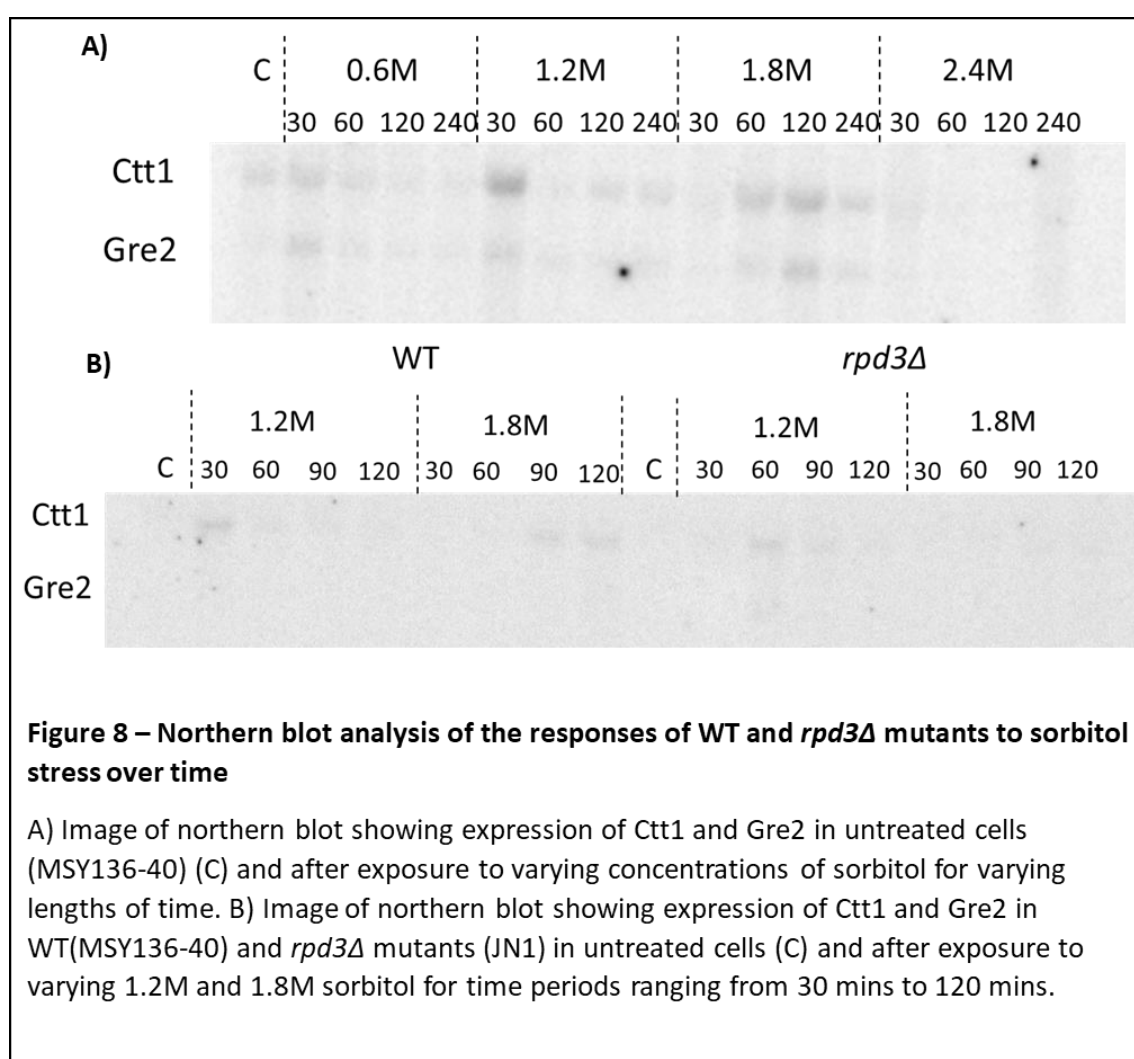 A)
C 0.6M 1.2M 1.8M 2.4M
30 60 120 240 30 60 120 240 30 60 120 240 30 60 120 240
Ctt1
Gre2
B)
WT rpd3Δ
1.2M 1.8M 1.2M 1.8M
C 30 60 90 120 30 60 90 120 C 30 60 90 120 30 60 90 120
Ctt1
Gre2
Figure 8 – Northern blot analysis of the responses of WT and rpd3Δ mutants to sorbitol
stress over time
A) Image of northern blot showing expression of Ctt1 and Gre2 in untreated cells
(MSY136-40) (C) and after exposure to varying concentrations of sorbitol for varying
lengths of time. B) Image of northern blot showing expression of Ctt1 and Gre2 in
WT(MSY136-40) and rpd3Δ mutants (JN1) in untreated cells (C) and after exposure to
varying 1.2M and 1.8M sorbitol for time periods ranging from 30 mins to 120 mins.